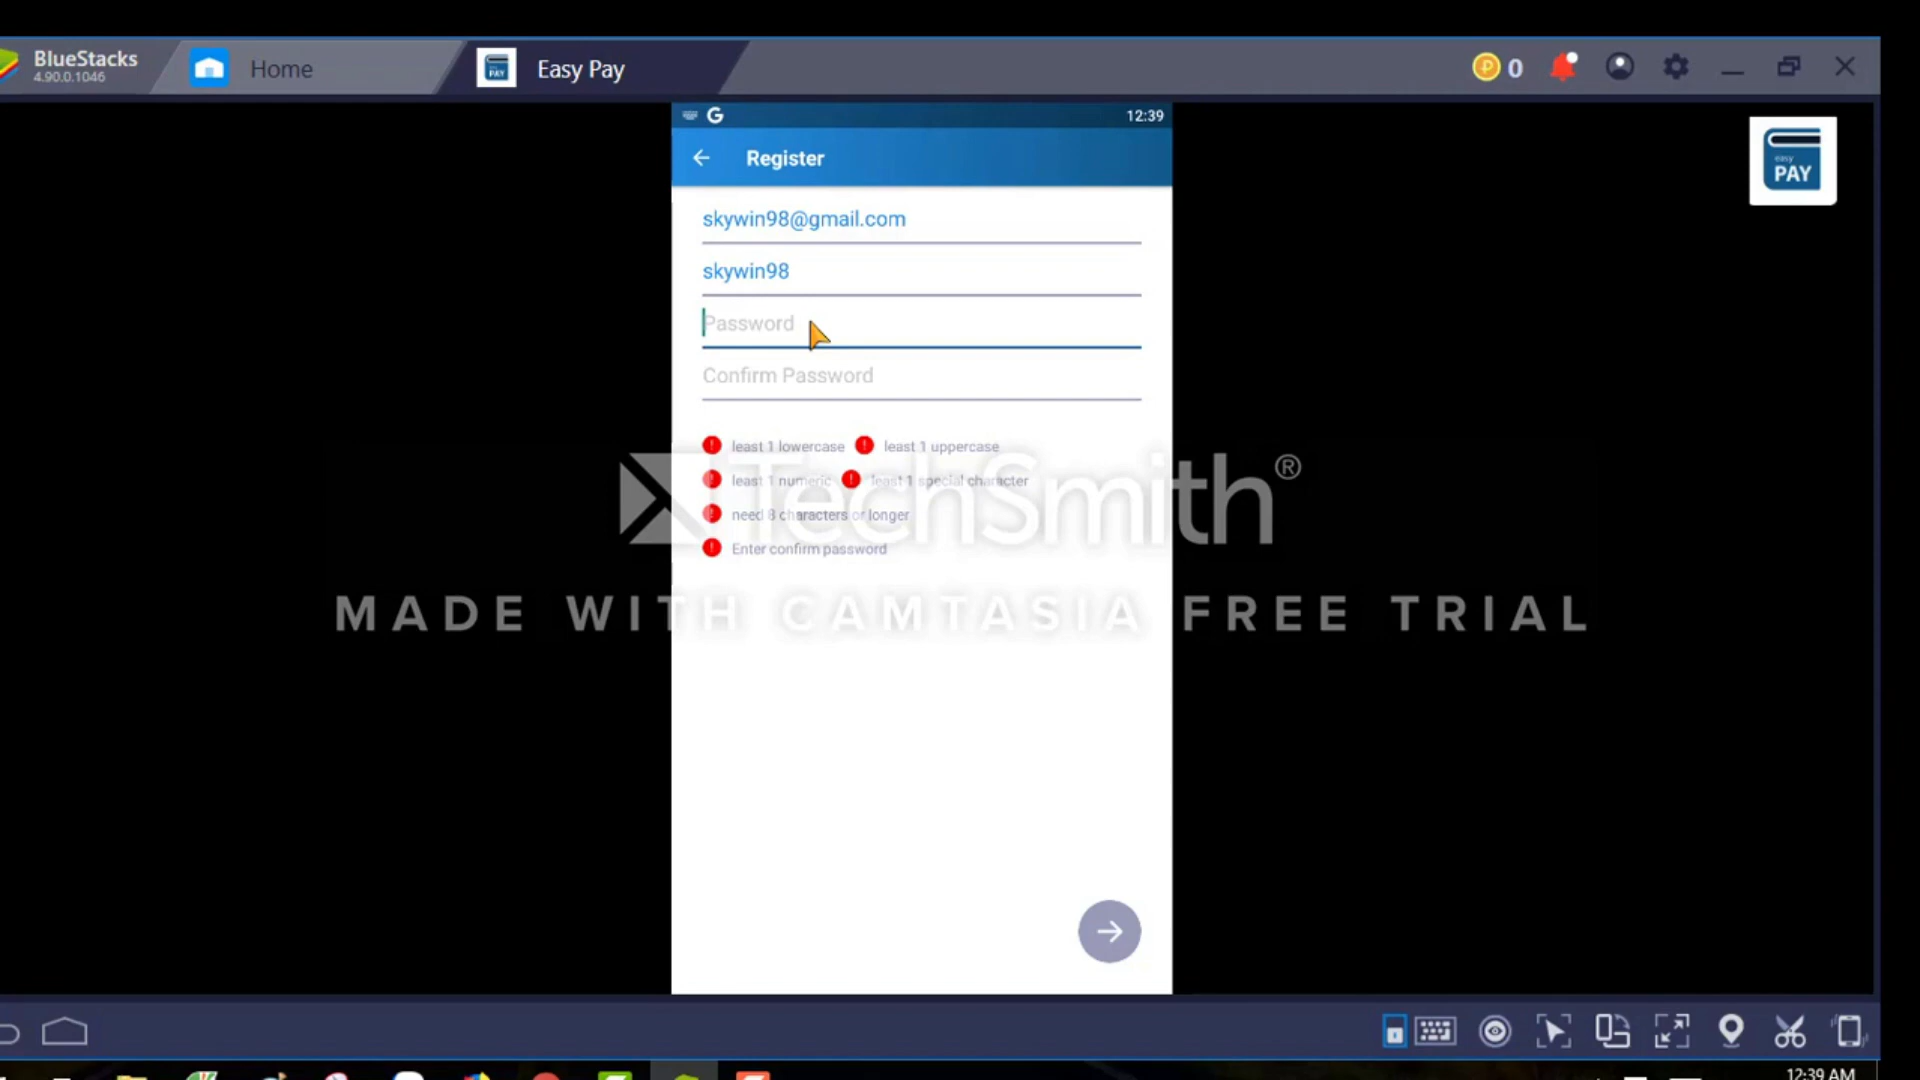 BlueStacks
4.90.0.1046
Home
PAY
Easy Pay
0
G
12:39
Register
easy
PAY
skywin98@gmail.com
skywin98
Password
Confirm Password
least 1 lowercase
least 1 uppercase
least 1 numeric
least 1 special character
need 8 characters or longer
Enter confirm password
TechSmith®
MADE WITH CAMTASIA FREE TRIAL
12:39 AM